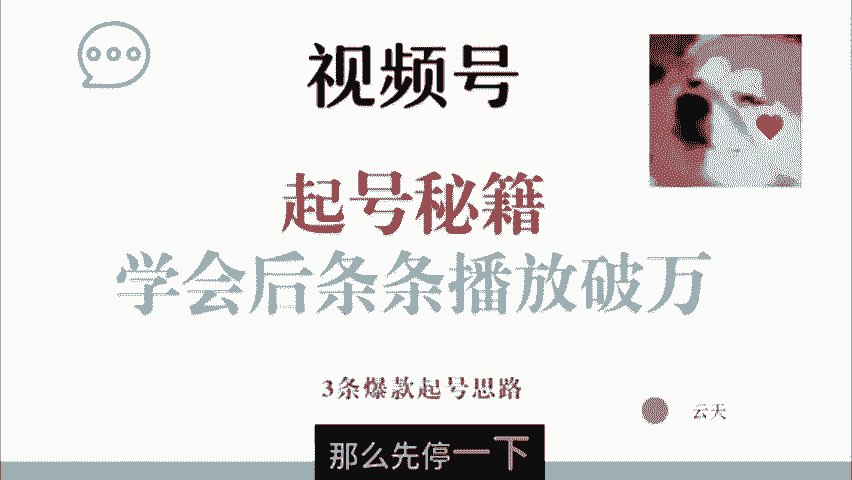 视频号
起号秘籍
学会后条条播放破万
3条爆款起号思路
云天
那么先停一下